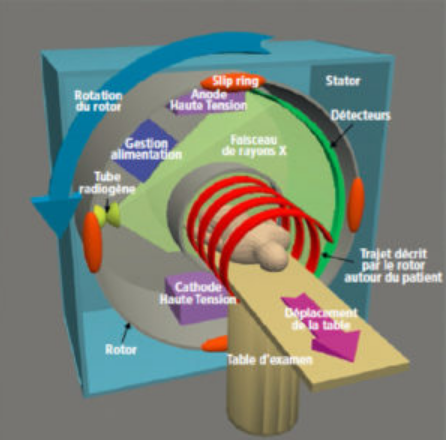 Slip ring
Stator
Rotation
du rotor
Anode
Haute Tension
Détecteurs
Gestion
alimentation
Faisceau
de rayons X
Tube
radiogène
Trajet décrit
par le rotor
autour du patient
Cathode
Haute Tension
Déplacement
de la table
Rotor
Table d'examen